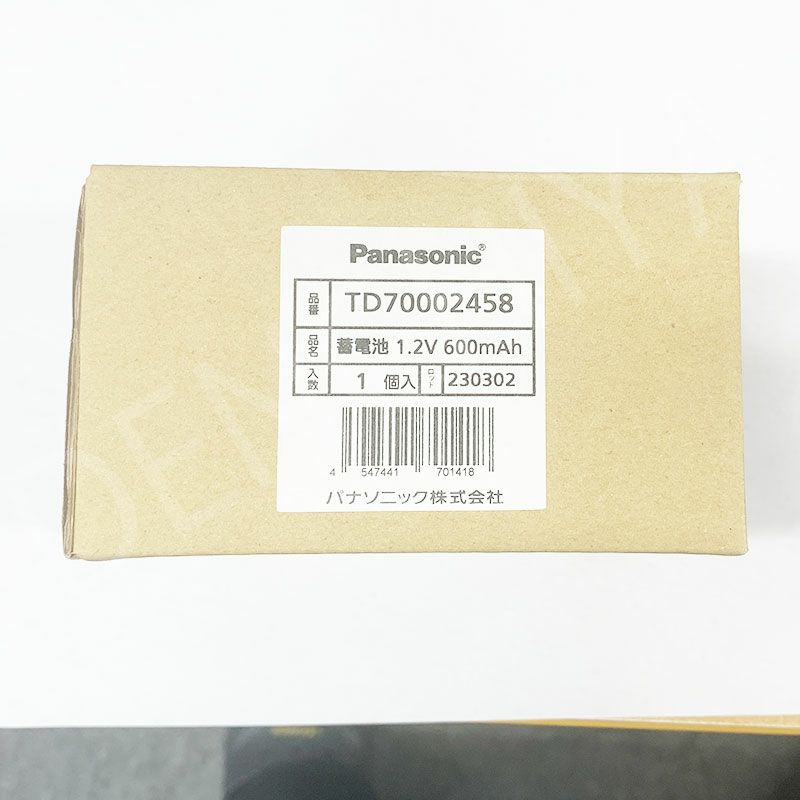 Panasonic®
品番 TD70002458
品名 蓄電池 1.2V 600mAh
入数 1 個入 ロット 230302
4 547441 701418
パナソニック株式会社